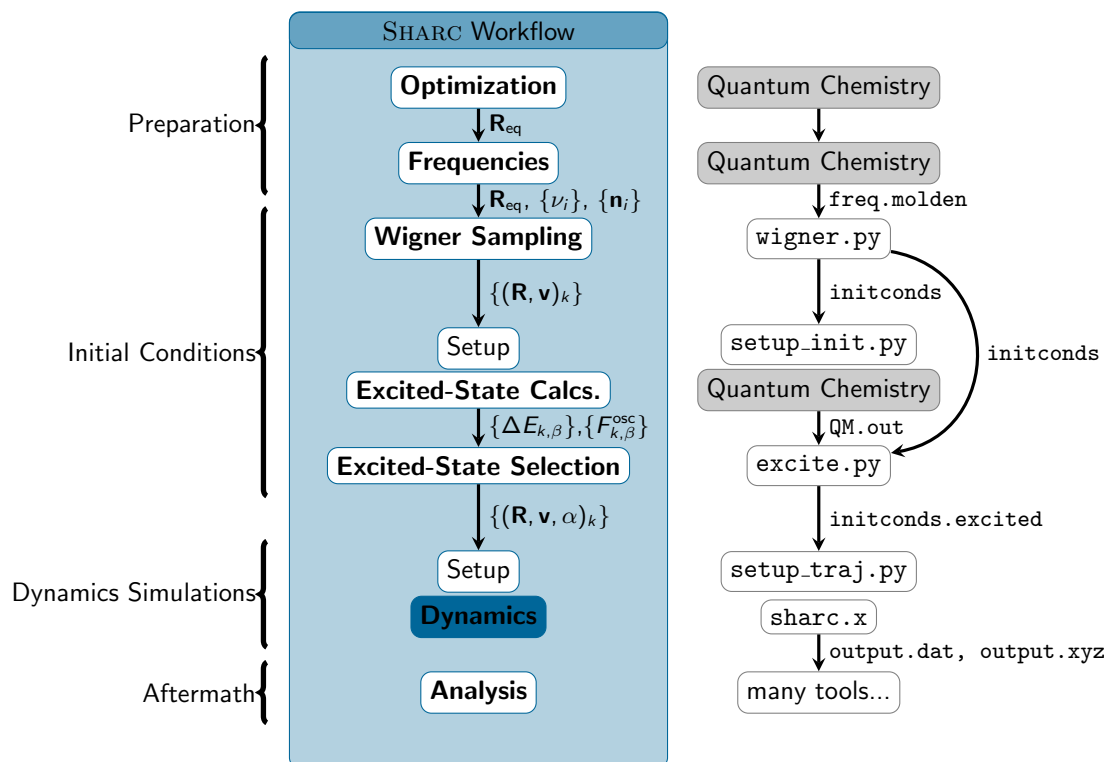 SHARC Workflow
Preparation
Optimization
Quantum Chemistry
R_eq
Frequencies
Quantum Chemistry
R_eq, {ν_i}, {n_i}
freq.molden
Initial Conditions
Wigner Sampling
wigner.py
{(R, v)_k}
initconds
initconds
Setup
setup_init.py
Excited-State Calcs.
Quantum Chemistry
{ΔE_{k,β}},{F_{k,β}^{osc}}
QM.out
Excited-State Selection
excite.py
{(R, v, α)_k}
initconds.excited
Dynamics Simulations
Setup
setup_traj.py
Dynamics
sharc.x
output.dat, output.xyz
Aftermath
Analysis
many tools...